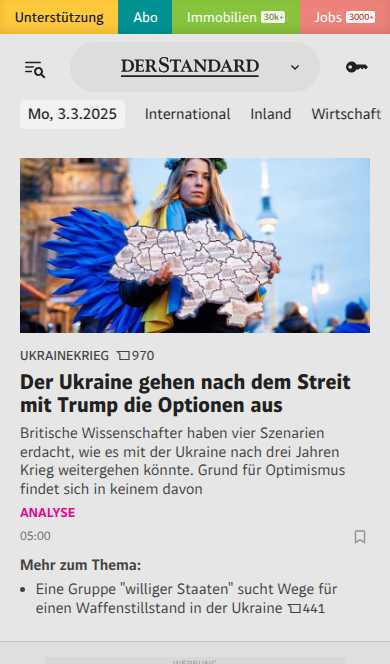 Unterstützung Abo Immobilien 30k+ Jobs 3000+
DERSTANDARD
Mo, 3.3.2025 International Inland Wirtschaft
UKRAINEKRIEG 970
Der Ukraine gehen nach dem Streit
mit Trump die Optionen aus
Britische Wissenschafter haben vier Szenarien
erdacht, wie es mit der Ukraine nach drei Jahren
Krieg weitergehen könnte. Grund für Optimismus
findet sich in keinem davon
ANALYSE
05:00
Mehr zum Thema:
• Eine Gruppe "williger Staaten" sucht Wege für
einen Waffenstillstand in der Ukraine 441